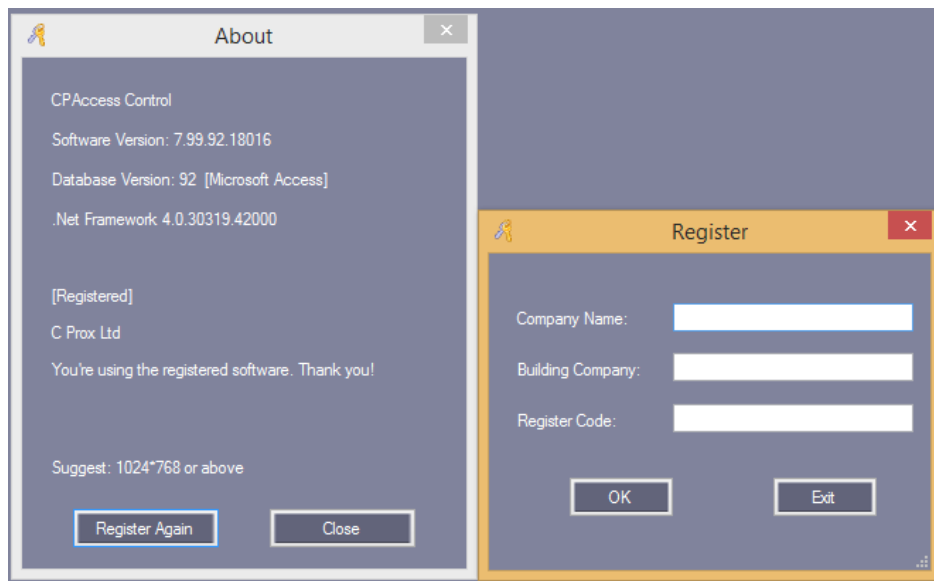 About
CPAccess Control
Software Version: 7.99.92.18016
Database Version: 92 [Microsoft Access]
.Net Framework 4.0.30319.42000
[Registered]
C Prox Ltd
You're using the registered software. Thank you!
Suggest: 1024*768 or above
Register Again
Close
Register
Company Name:
Building Company:
Register Code:
OK
Exit